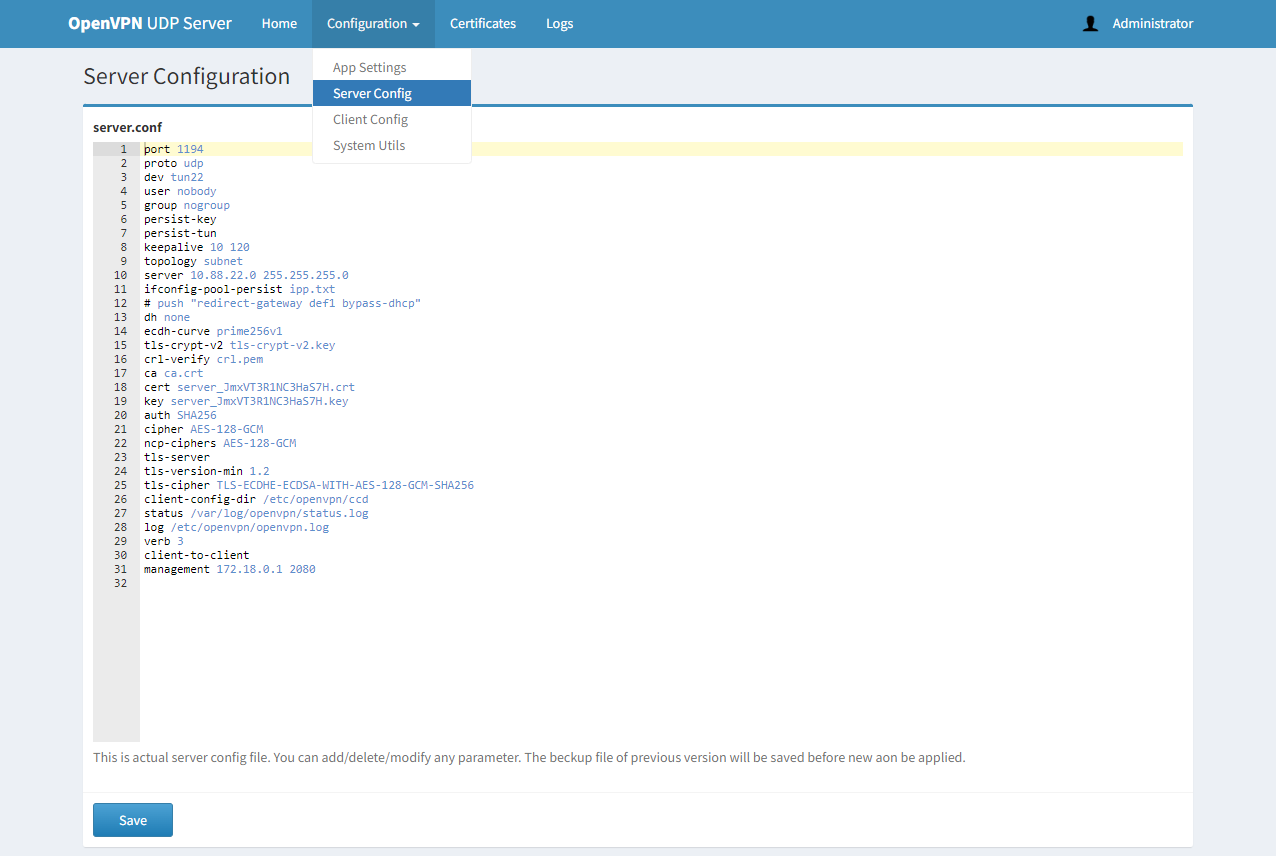 OpenVPN UDP Server Home Configuration Certificates Logs Administrator
App Settings
Server Config
Client Config
System Utils
Server Configuration
server.conf
1 port 1194
2 proto udp
3 dev tun22
4 user nobody
5 group nogroup
6 persist-key
7 persist-tun
8 keepalive 10 120
9 topology subnet
10 server 10.88.22.0 255.255.255.0
11 ifconfig-pool-persist ipp.txt
12 # push "redirect-gateway def1 bypass-dhcp"
13 dh none
14 ecdh-curve prime256v1
15 tls-crypt-v2 tls-crypt-v2.key
16 crl-verify crl.pem
17 ca ca.crt
18 cert server_JmxVT3R1NC3HaS7H.crt
19 key server_JmxVT3R1NC3HaS7H.key
20 auth SHA256
21 cipher AES-128-GCM
22 ncp-ciphers AES-128-GCM
23 tls-server
24 tls-version-min 1.2
25 tls-cipher TLS-ECDHE-ECDSA-WITH-AES-128-GCM-SHA256
26 client-config-dir /etc/openvpn/ccd
27 status /var/log/openvpn/status.log
28 log /etc/openvpn/openvpn.log
29 verb 3
30 client-to-client
31 management 172.18.0.1 2080
32
This is actual server config file. You can add/delete/modify any parameter. The beckup file of previous version will be saved before new aon be applied.
Save